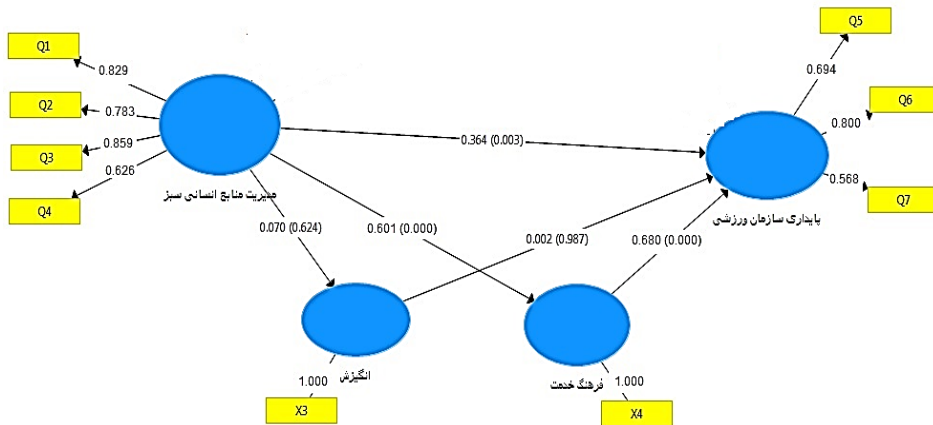 Q1
Q2
Q3
Q4
0.829
0.783
0.859
0.626
مدیریت منابع انسانی سبز
0.364 (0.003)
0.070 (0.624)
0.601 (0.000)
0.002 (0.987)
0.680 (0.000)
Q5
Q6
Q7
0.694
0.800
0.568
پایداری سازمان ورزشی
انگیزش
1.000
X3
فرهنگ خدمت
1.000
X4